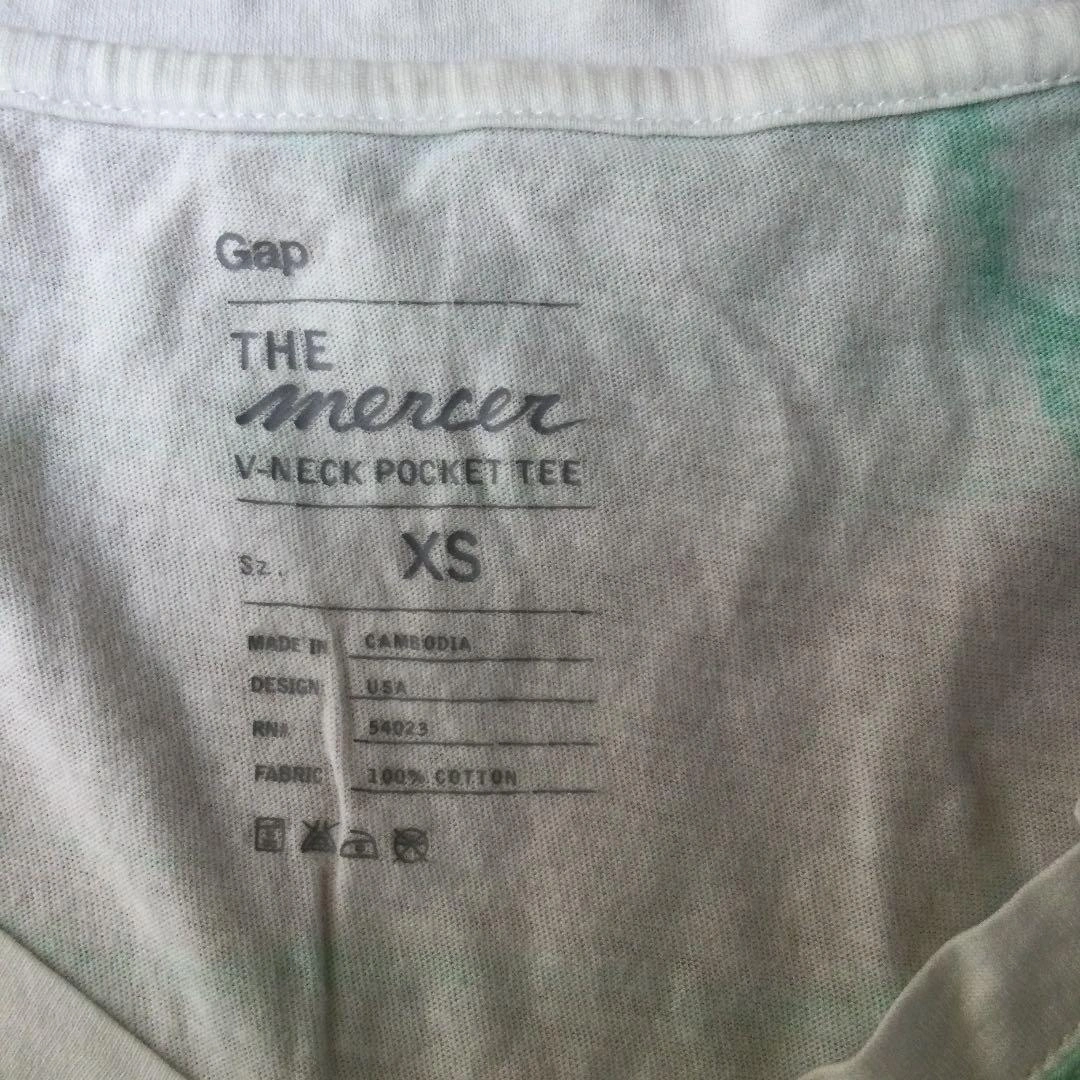 Gap
THE
mercer
V-NECK POCKET TEE
Sz. XS
MADE IN CAMBODIA
DESIGN USA
RN# 54023
FABRIC 100% COTTON